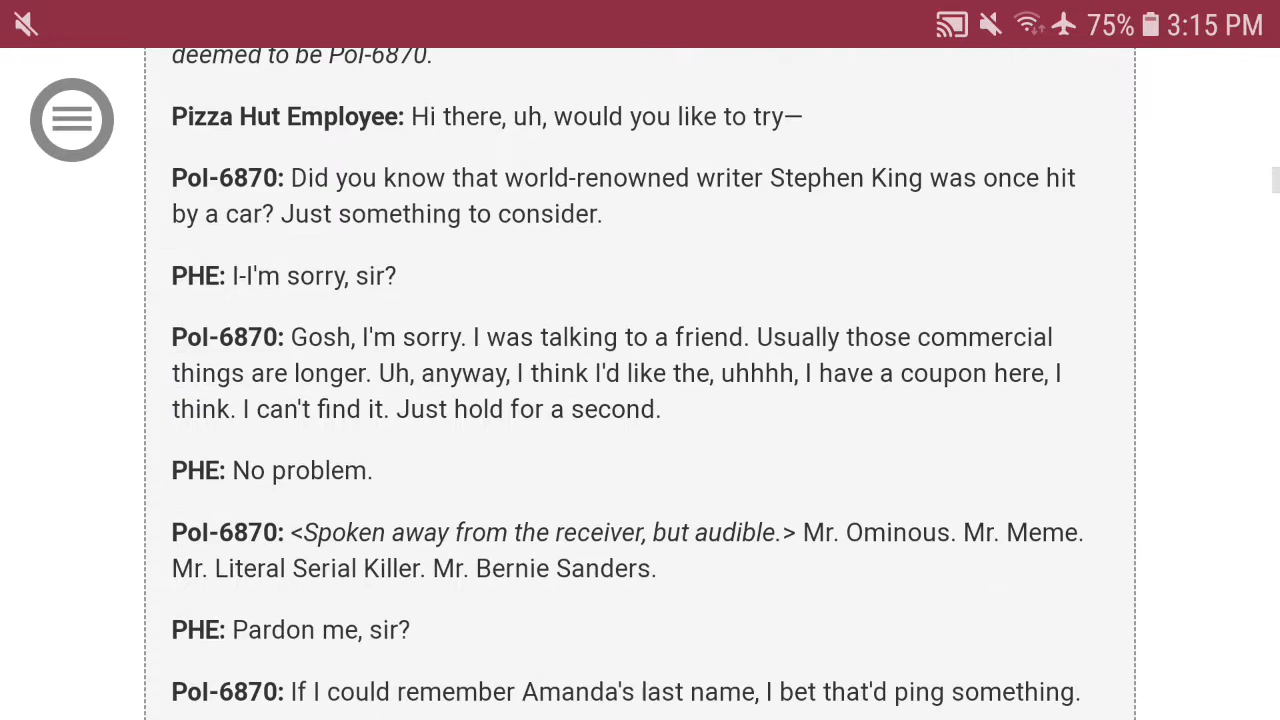 75% 3:15 PM
deemed to be PoI-6870.
Pizza Hut Employee: Hi there, uh, would you like to try—
PoI-6870: Did you know that world-renowned writer Stephen King was once hit
by a car? Just something to consider.
PHE: I-I'm sorry, sir?
PoI-6870: Gosh, I'm sorry. I was talking to a friend. Usually those commercial
things are longer. Uh, anyway, I think I'd like the, uhhhh, I have a coupon here, I
think. I can't find it. Just hold for a second.
PHE: No problem.
PoI-6870: <Spoken away from the receiver, but audible.> Mr. Ominous. Mr. Meme.
Mr. Literal Serial Killer. Mr. Bernie Sanders.
PHE: Pardon me, sir?
PoI-6870: If I could remember Amanda's last name, I bet that'd ping something.